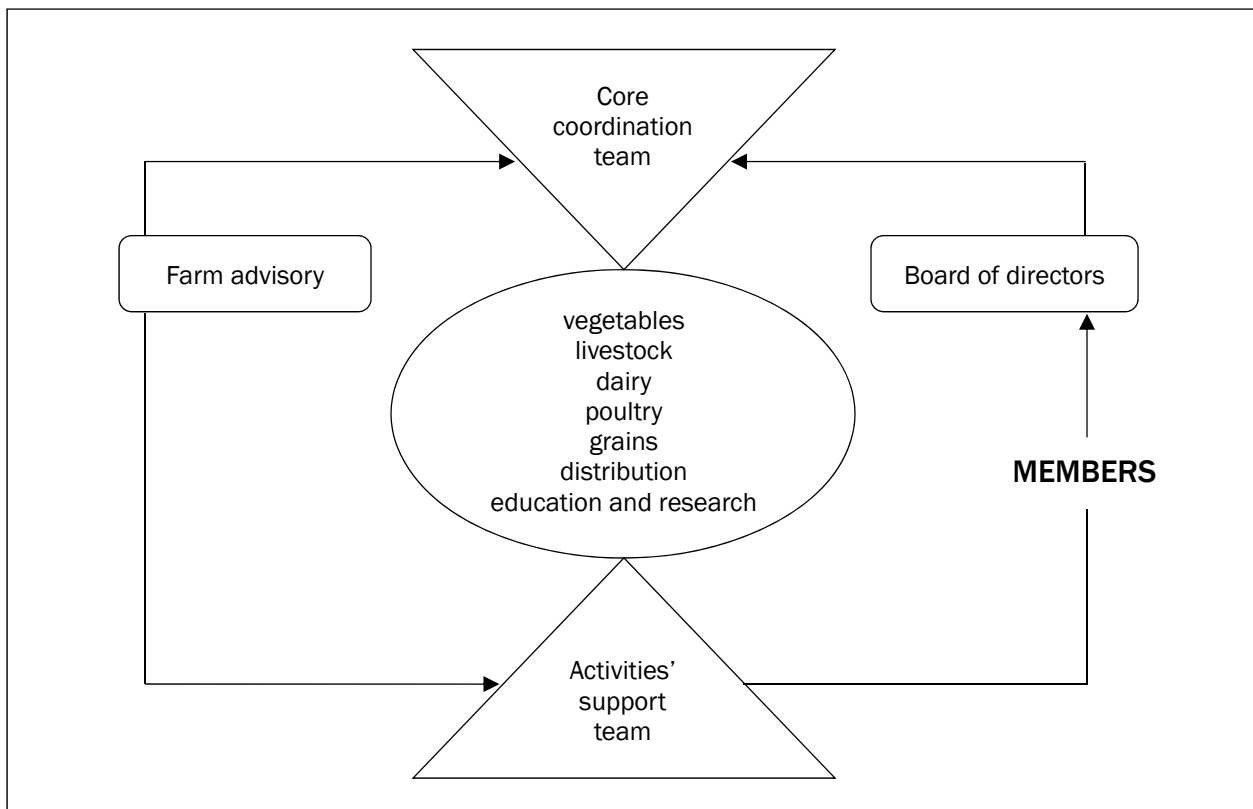 Core
coordination
team
Farm advisory
Board of directors
vegetables
livestock
dairy
poultry
grains
distribution
education and research
MEMBERS
Activities’
support
team